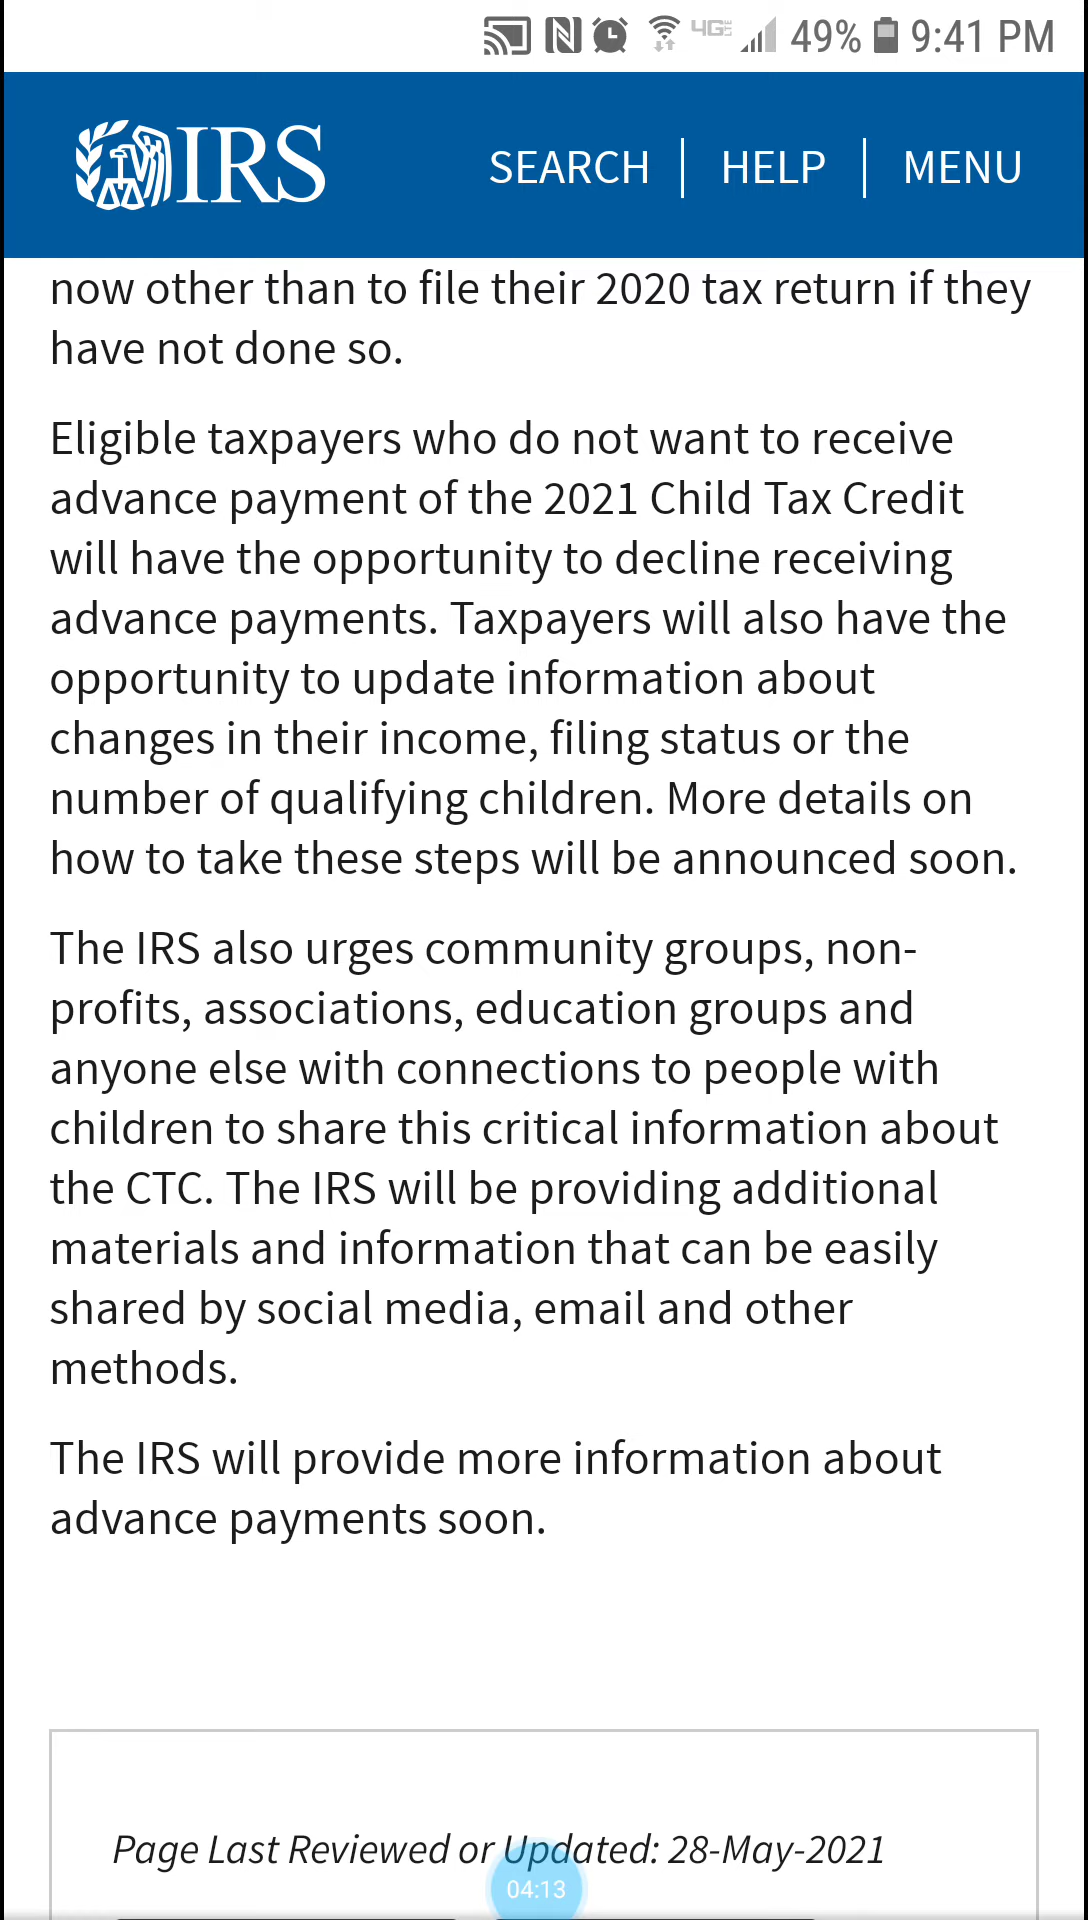 4GE 49% 9:41 PM
IRS SEARCH HELP MENU
now other than to file their 2020 tax return if they
have not done so.
Eligible taxpayers who do not want to receive
advance payment of the 2021 Child Tax Credit
will have the opportunity to decline receiving
advance payments. Taxpayers will also have the
opportunity to update information about
changes in their income, filing status or the
number of qualifying children. More details on
how to take these steps will be announced soon.
The IRS also urges community groups, non-
profits, associations, education groups and
anyone else with connections to people with
children to share this critical information about
the CTC. The IRS will be providing additional
materials and information that can be easily
shared by social media, email and other
methods.
The IRS will provide more information about
advance payments soon.
Page Last Reviewed or Updated: 28-May-2021
04:13